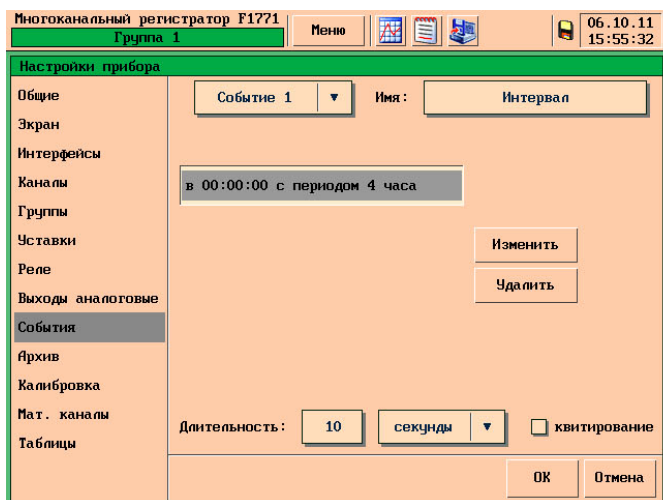 Многоканальный регистратор F1771
Группа 1
Меню
06.10.11
15:55:32
Настройки прибора
Общие
Экран
Интерфейсы
Каналы
Группы
Уставки
Реле
Выходы аналоговые
События
Архив
Калибровка
Мат. каналы
Таблицы
Событие 1
Имя:
Интервал
в 00:00:00 с периодом 4 часа
Изменить
Удалить
Длительность:
10
секунды
квитирование
ОК
Отмена